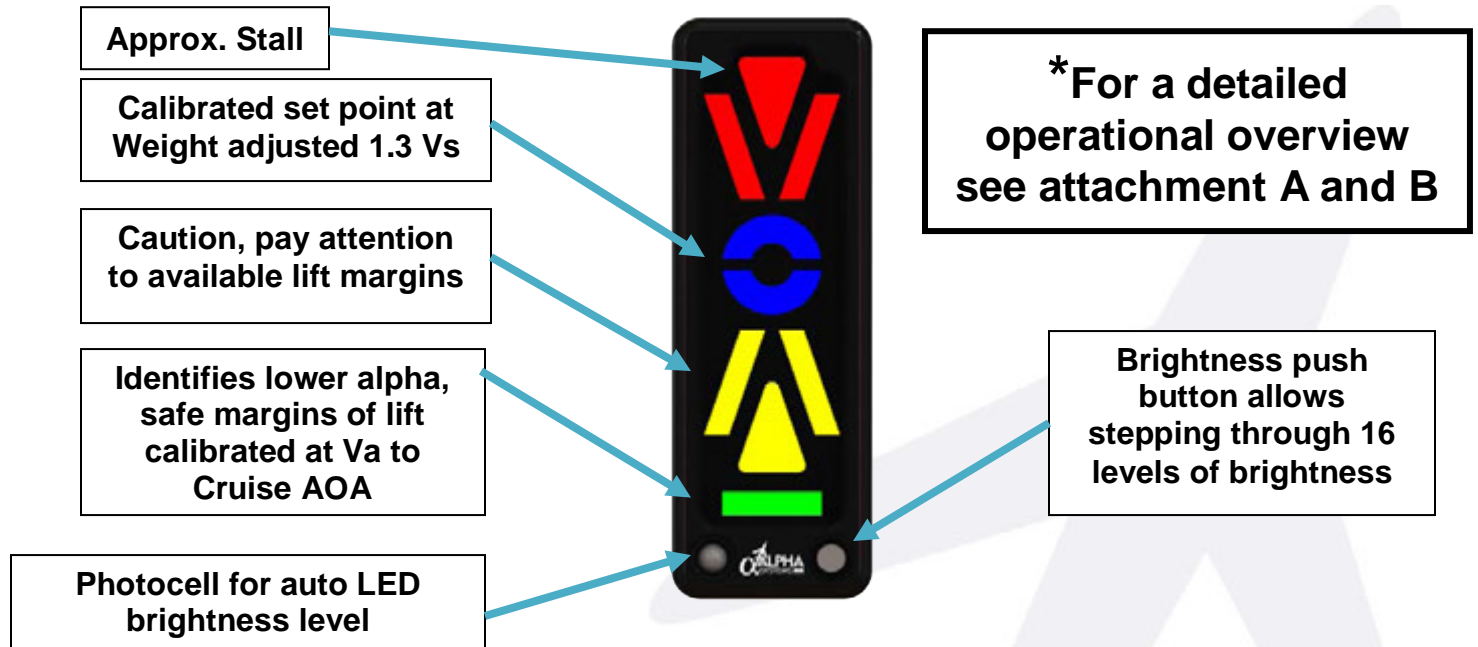 Approx. Stall
Calibrated set point at
Weight adjusted 1.3 Vs
Caution, pay attention
to available lift margins
Identifies lower alpha,
safe margins of lift
calibrated at Va to
Cruise AOA
Photocell for auto LED
brightness level
*For a detailed
operational overview
see attachment A and B
Brightness push
button allows
stepping through 16
levels of brightness
ALPHA
SYSTEMS